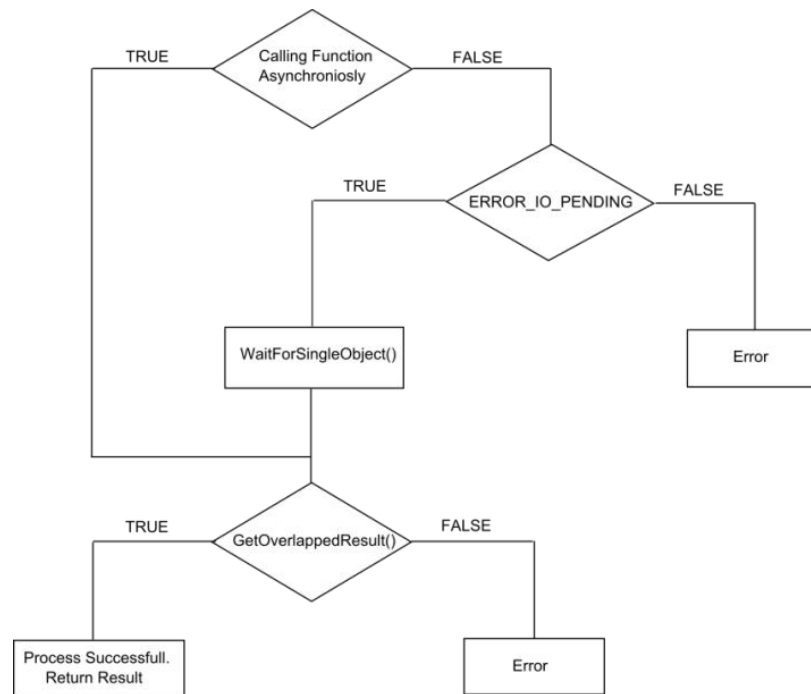 TRUE
Calling Function
Asynchroniosly
FALSE
TRUE
ERROR_IO_PENDING
FALSE
WaitForSingleObject()
Error
TRUE
GetOverlappedResult()
FALSE
Process Successfull.
Return Result
Error